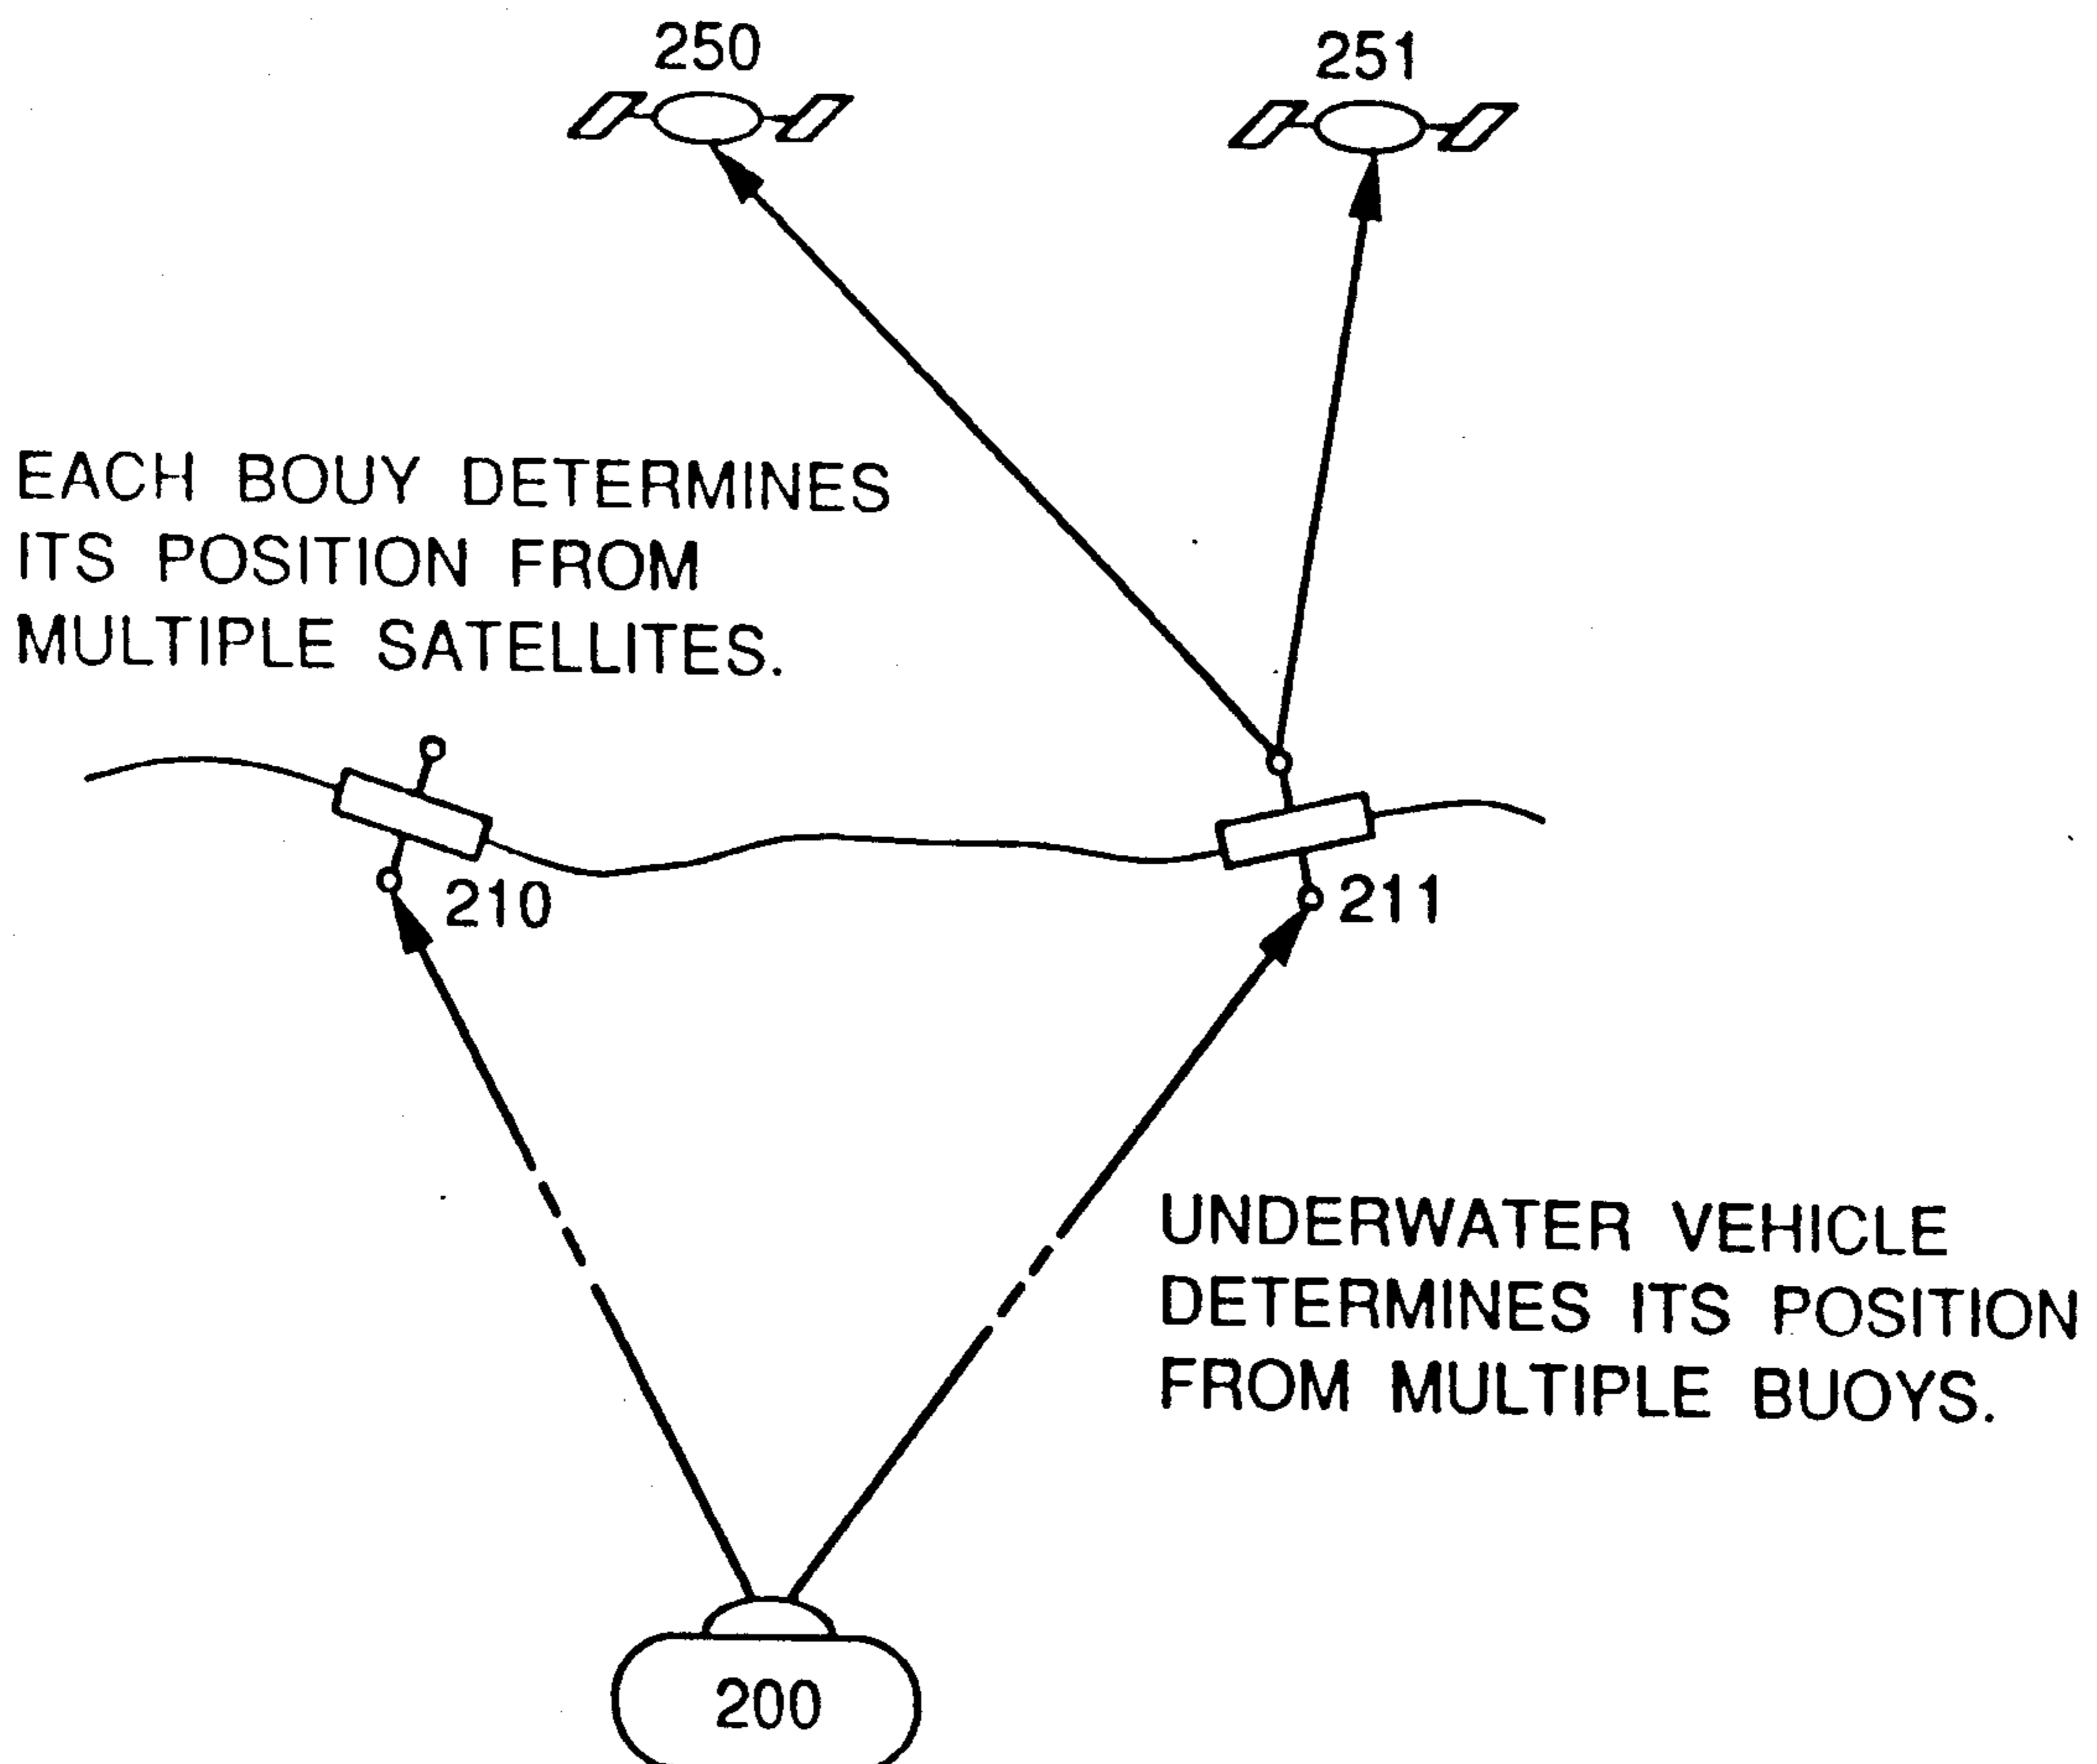 250
251
EACH BOUY DETERMINES
ITS POSITION FROM
MULTIPLE SATELLITES.
210
211
UNDERWATER VEHICLE
DETERMINES ITS POSITION
FROM MULTIPLE BUOYS.
200